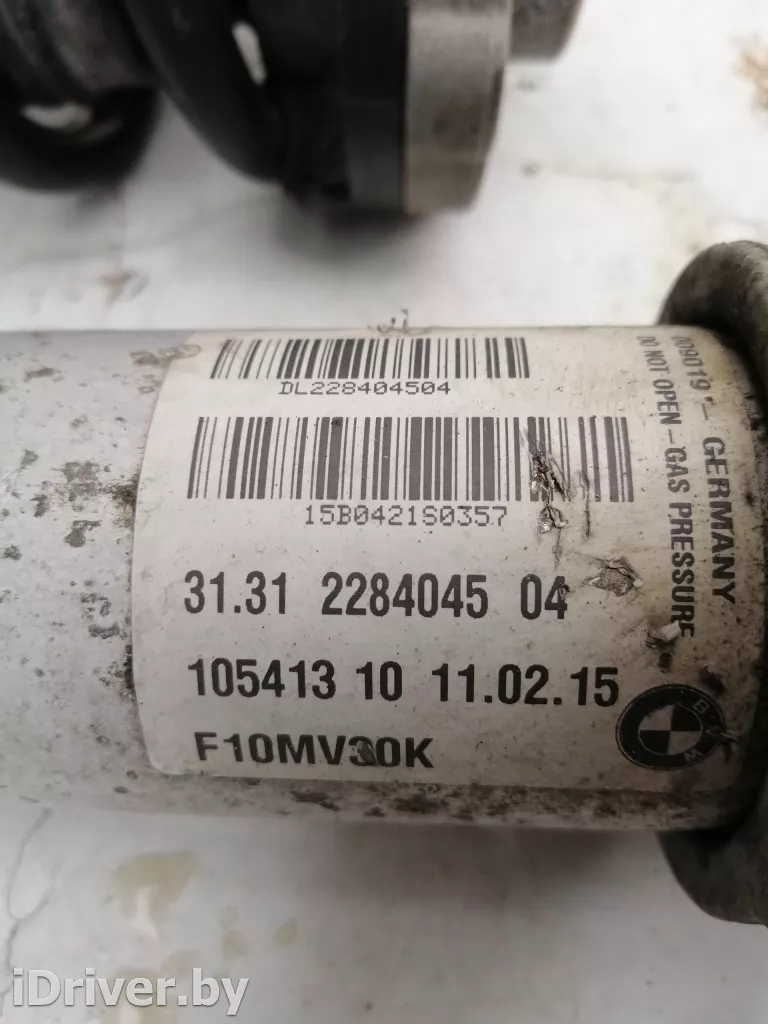 DL228404504
15B0421S0357
31.31 2284045 04
105413 10 11.02.15
F10MV30K
GERMANY
DO NOT OPEN - GAS PRESSURE
BMW
iDriver.by